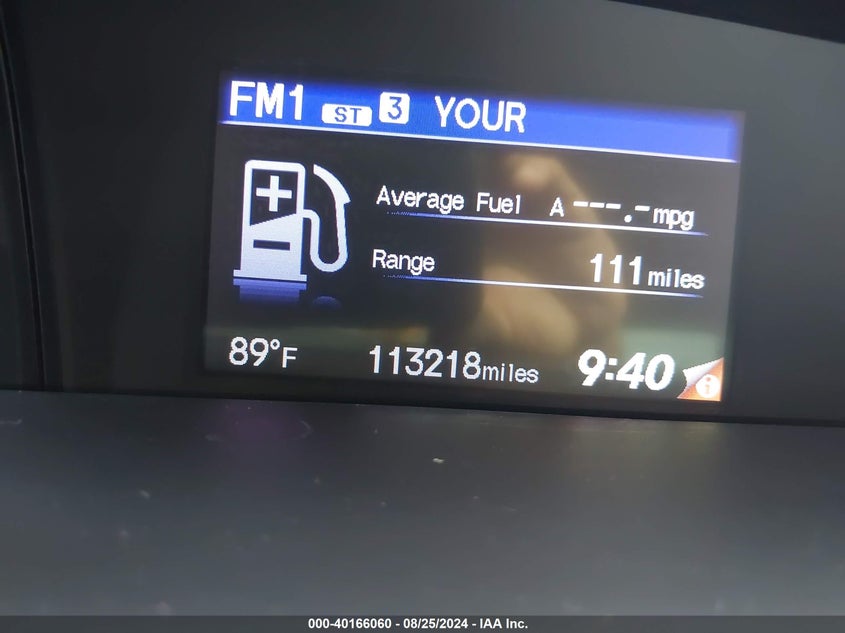 FM1 ST 3 YOUR
Average Fuel A ---.- mpg
Range 111 miles
89°F 113218 miles 9:40 i
000-40166060 - 08/25/2024 - IAA Inc.